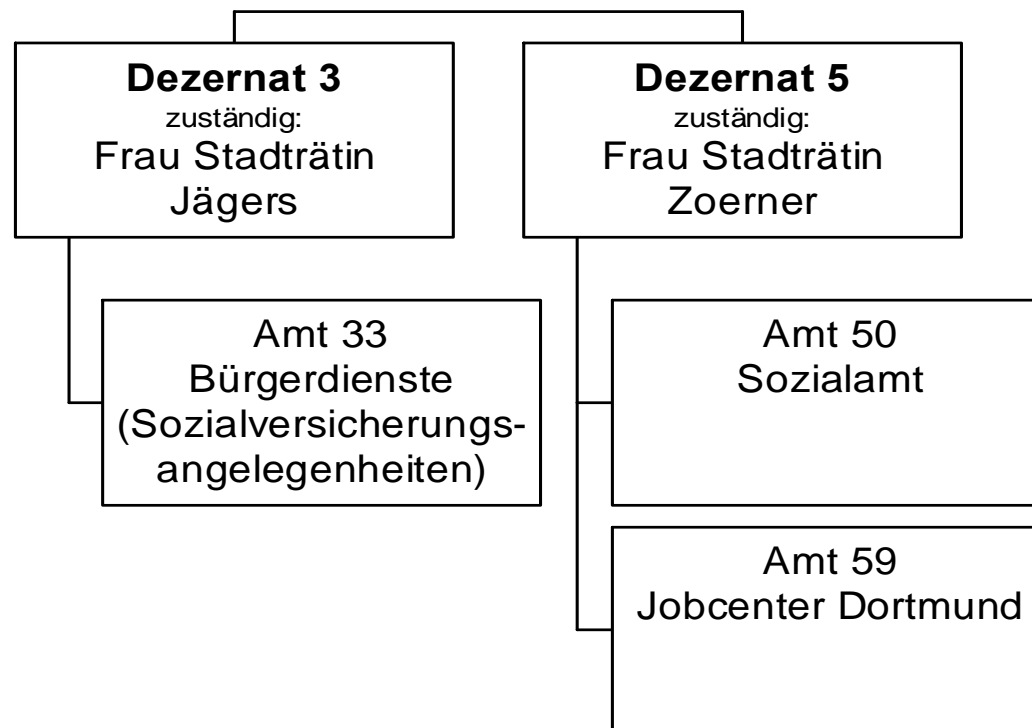 Dezernat 3
zuständig:
Frau Stadträtin
Jägers
Dezernat 5
zuständig:
Frau Stadträtin
Zoerner
Amt 33
Bürgerdienste
(Sozialversicherungs-
angelegenheiten)
Amt 50
Sozialamt
Amt 59
Jobcenter Dortmund